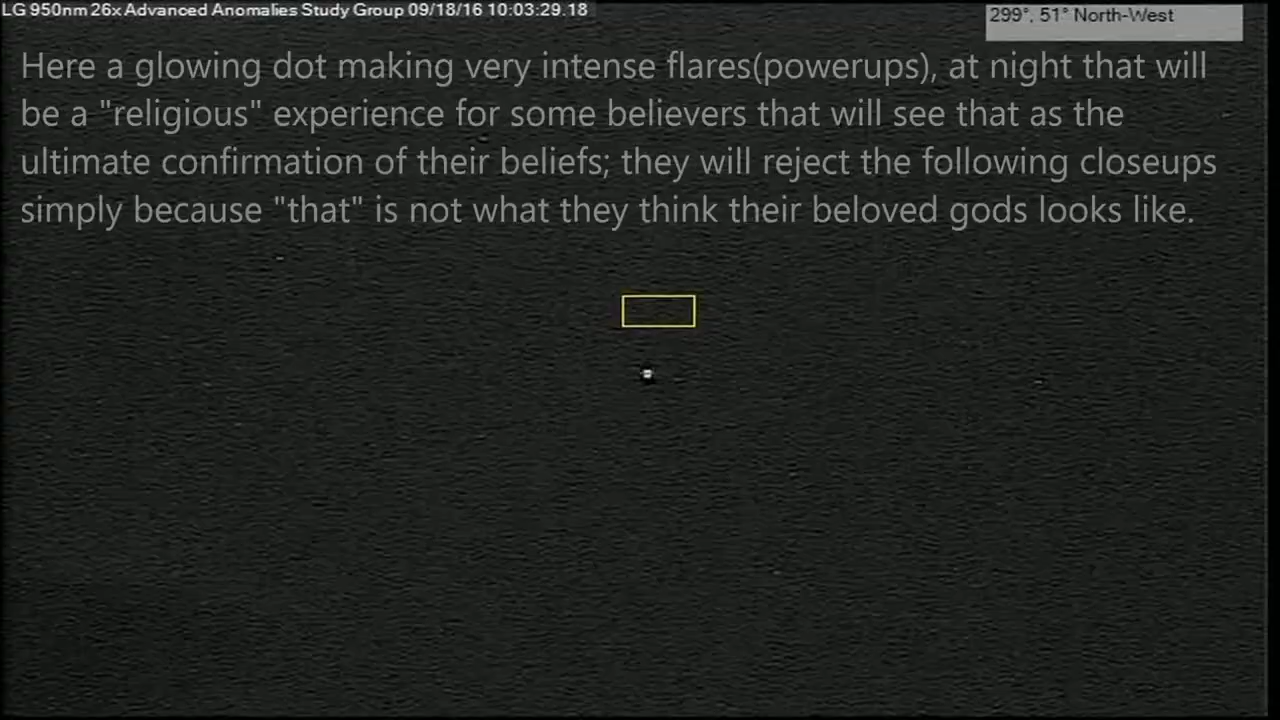 LG 950nm 26x Advanced Anomalies Study Group 09/18/16 10:03:29.18
299°, 51° North-West
Here a glowing dot making very intense flares(powerups), at night that will
be a "religious" experience for some believers that will see that as the
ultimate confirmation of their beliefs; they will reject the following closeups
simply because "that" is not what they think their beloved gods looks like.